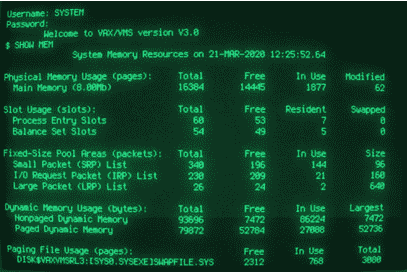 Username: SYSTEM
Password:
Welcome to VAX/VMS version V3.0
$ SHOW MEM
System Memory Resources on 21-MAR-2020 12:25:52.64
Physical Memory Usage (pages): Total Free In Use Modified
Main Memory (8.00Mb) 16384 14445 1877 62
Slot Usage (slots): Total Free Resident Swapped
Process Entry Slots 60 53 7 0
Balance Set Slots 54 49 5 0
Fixed-Size Pool Areas (packets): Total Free In Use Size
Small Packet (SRP) List 340 196 144 96
I/O Request Packet (IRP) List 230 209 21 160
Large Packet (LRP) List 26 24 2 640
Dynamic Memory Usage (bytes): Total Free In Use Largest
Nonpaged Dynamic Memory 93696 7472 86224 7472
Paged Dynamic Memory 79872 52784 27088 52736
Paging File Usage (pages): Free In Use Total
DISK$VAXVMSRL3:[SYS0.SYSEXE]SWAPFILE.SYS 2312 768 3080